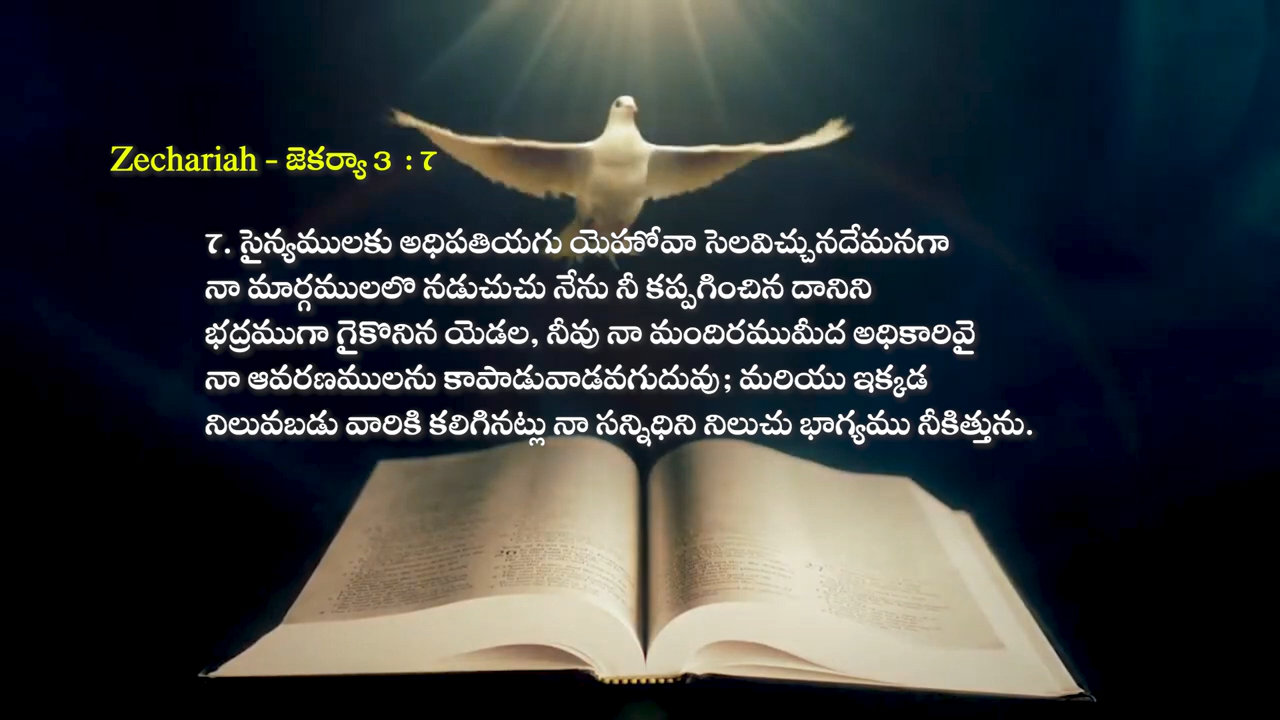 Zechariah - జెకర్యా 3 : 7
7. సైన్యములకు అధిపతియగు యెహోవా సెలవిచ్చునదేమనగా
నా మార్గములలొ నడుచుచు నేను నీ కప్పగించిన దానిని
భద్రముగా గైకొనిన యెడల, నీవు నా మందిరముమీద అధికారివై
నా ఆవరణములను కాపాడువాడవగుదువు; మరియు ఇక్కడ
నిలువబడు వారికి కలిగినట్లు నా సన్నిధిని నిలుచు భాగ్యము నీకిత్తును.